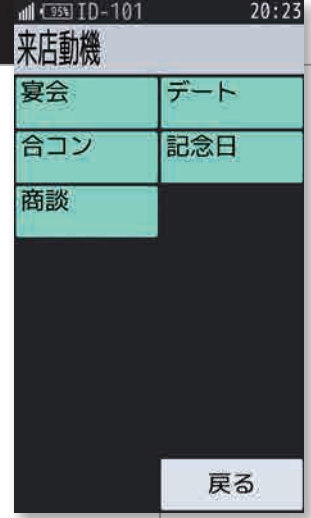 95% ID-101 20:23
来店動機
宴会 デート
合コン 記念日
商談
戻る